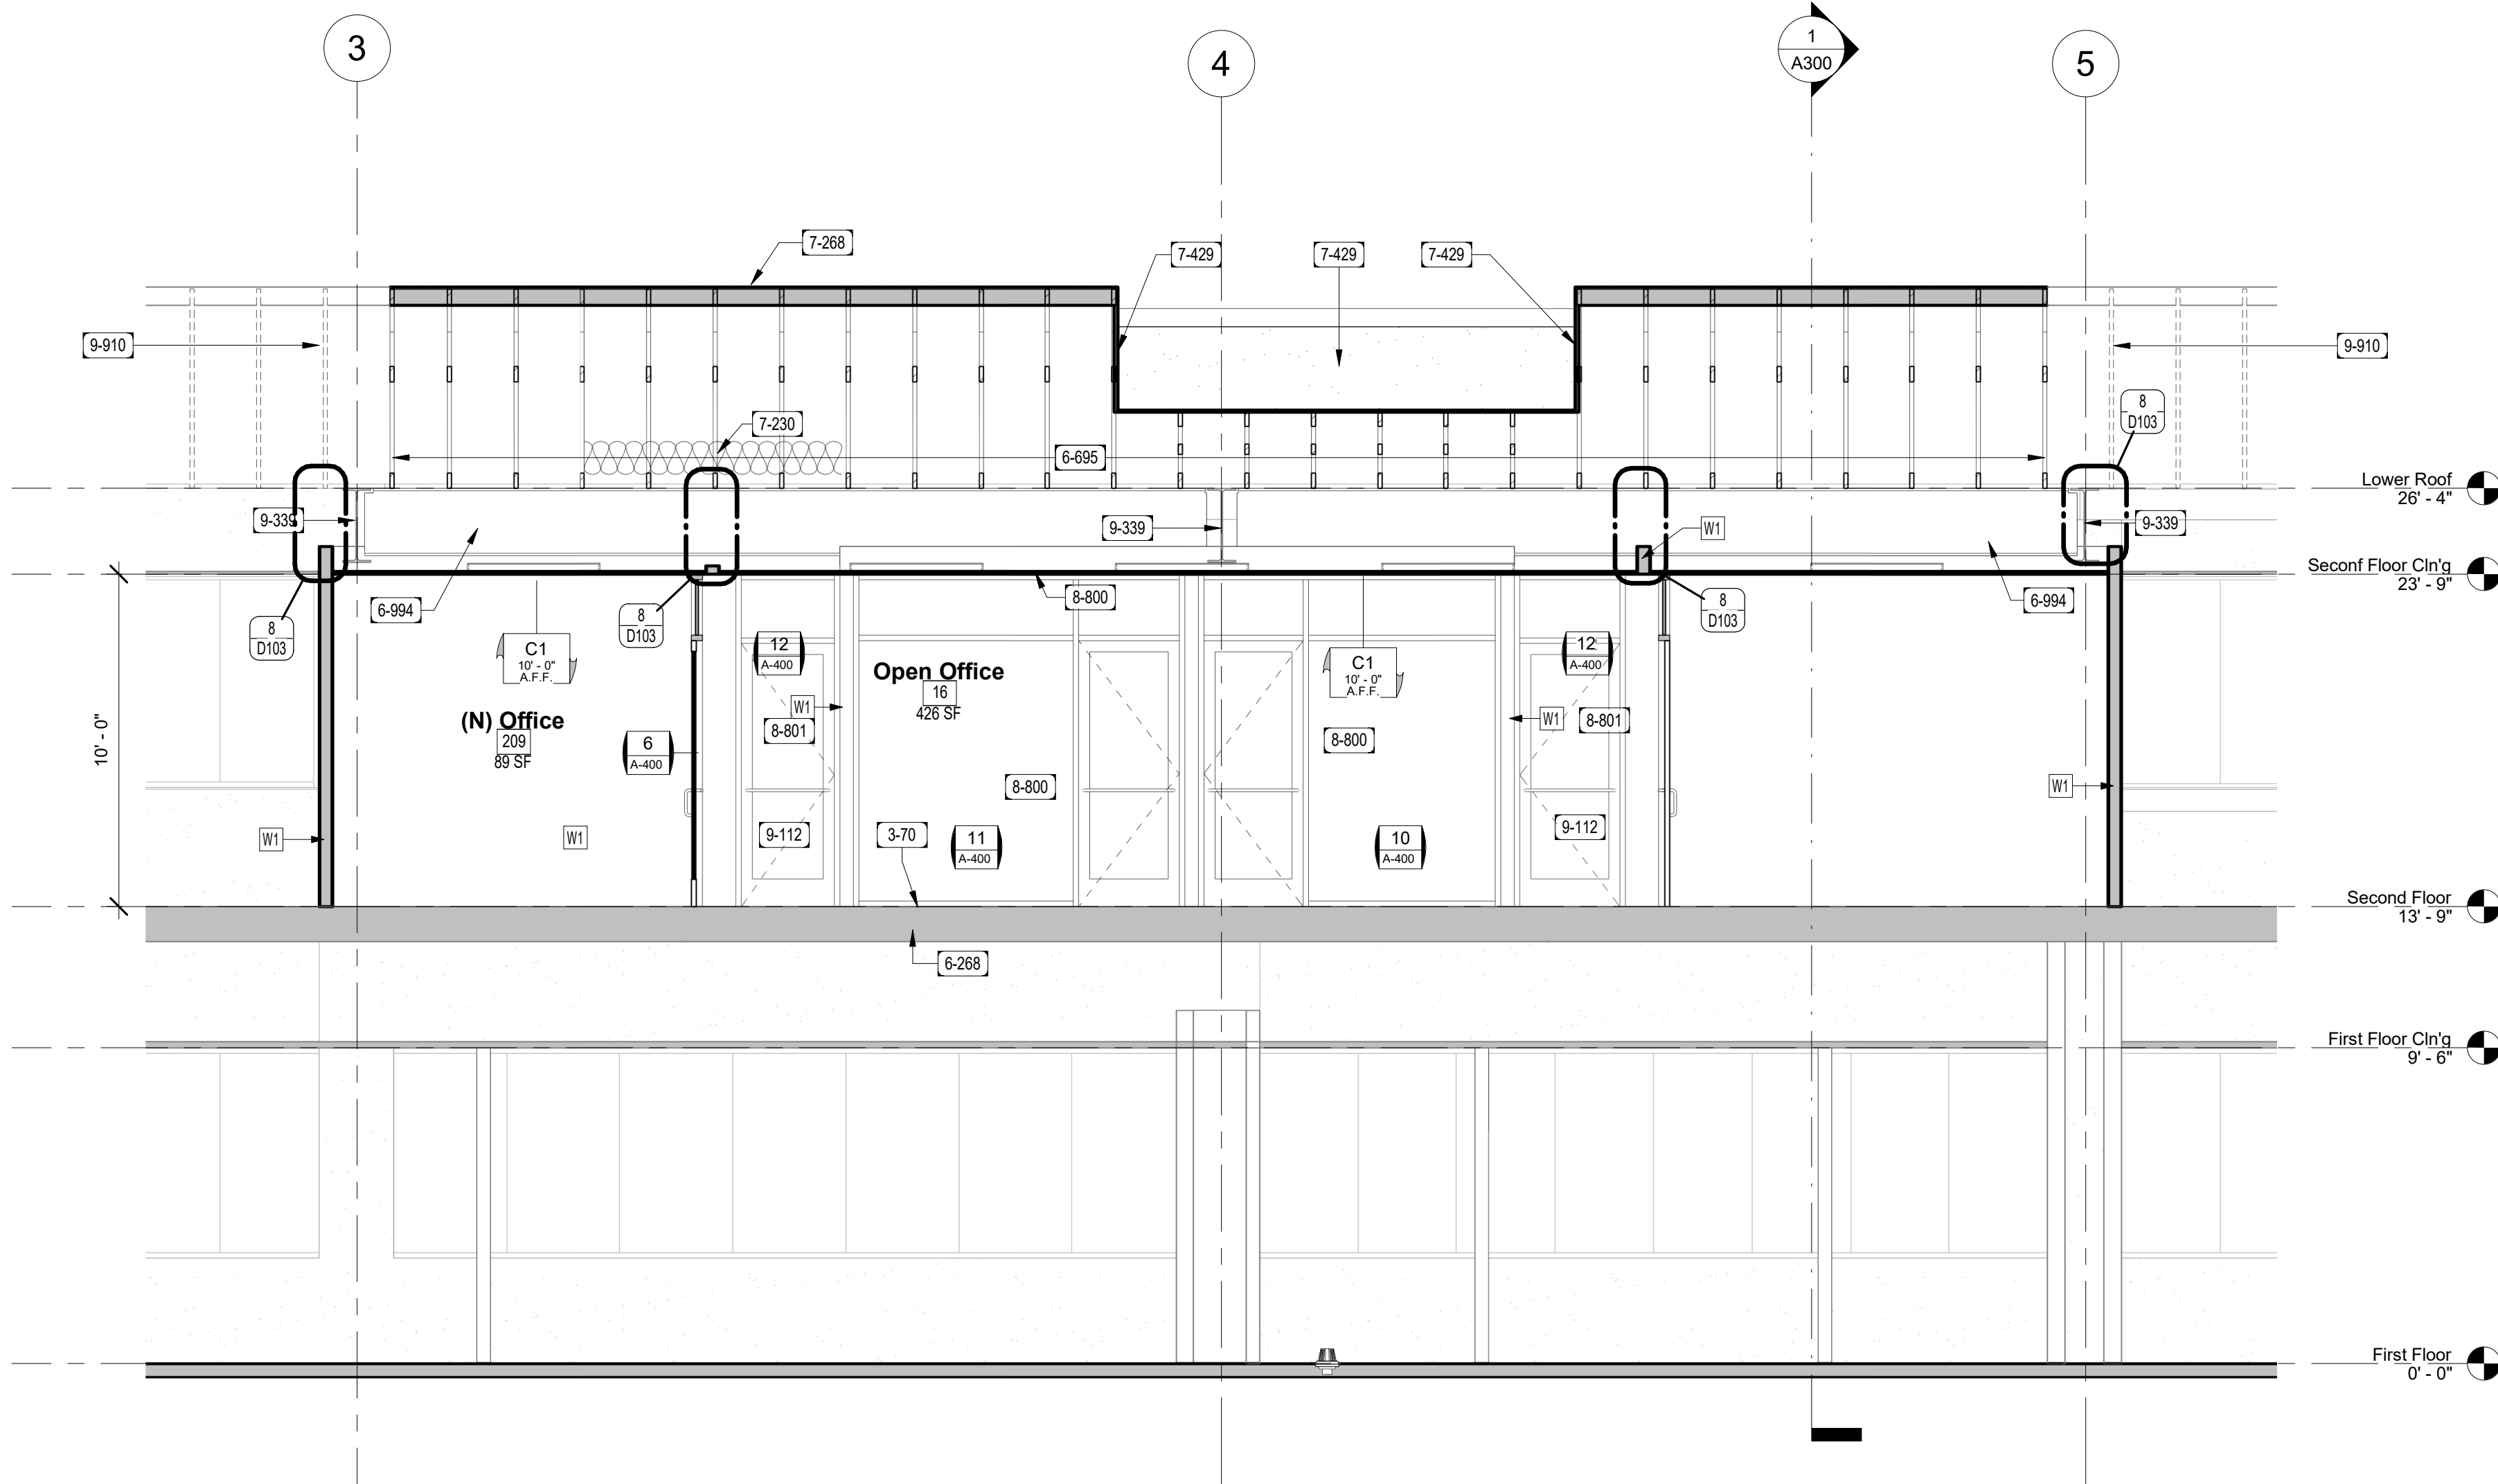 3
4
1
A300
5
7-268
7-429
7-429
7-429
9-910
9-910
7-230
8
D103
6-695
Lower Roof
26' - 4"
9-339
9-339
W1
9-339
Seconf Floor Cln'g
23' - 9"
6-994
8
D103
8-800
8
D103
6-994
8
D103
C1
10' - 0"
A.F.F.
12
A-400
Open Office
16
426 SF
C1
10' - 0"
A.F.F.
12
A-400
10' - 0"
(N) Office
209
89 SF
6
A-400
W1
8-801
8-800
W1
8-801
8-800
W1
W1
W1
9-112
3-70
11
A-400
10
A-400
9-112
Second Floor
13' - 9"
6-268
First Floor Cln'g
9' - 6"
First Floor
0' - 0"